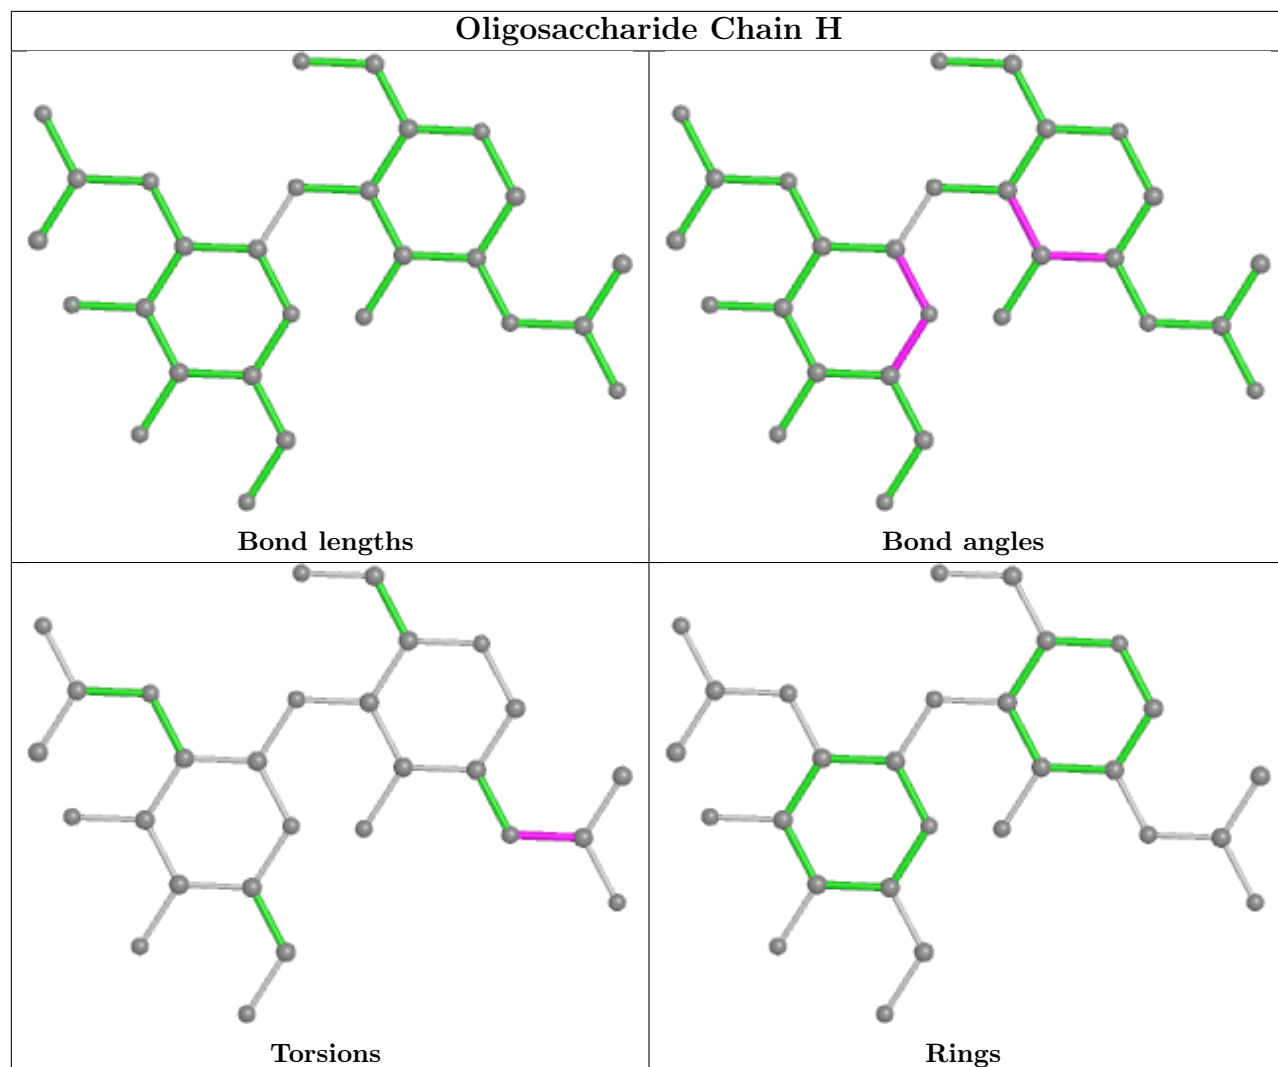 Oligosaccharide Chain H
Bond lengths
Bond angles
Torsions
Rings